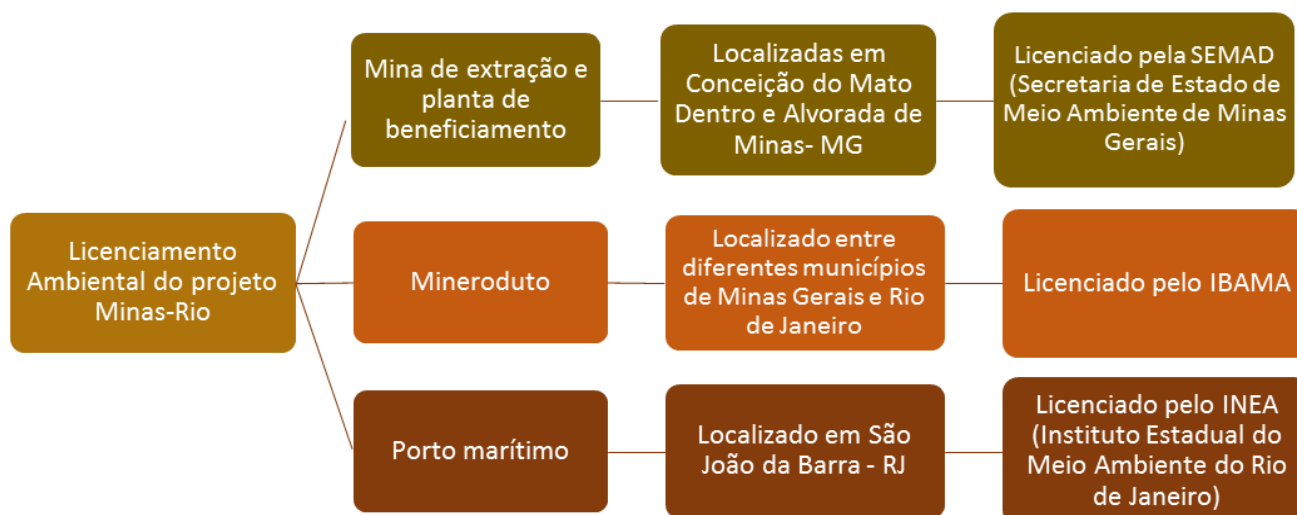 Licenciamento
Ambiental do projeto
Minas-Rio
Mina de extração e
planta de
beneficiamento
Localizadas em
Conceição do Mato
Dentro e Alvorada de
Minas- MG
Licenciado pela SEMAD
(Secretaria de Estado de
Meio Ambiente de Minas
Gerais)
Mineroduto
Localizado entre
diferentes municípios
de Minas Gerais e Rio
de Janeiro
Licenciado pelo IBAMA
Porto marítimo
Localizado em São
João da Barra - RJ
Licenciado pelo INEA
(Instituto Estadual do
Meio Ambiente do Rio
de Janeiro)